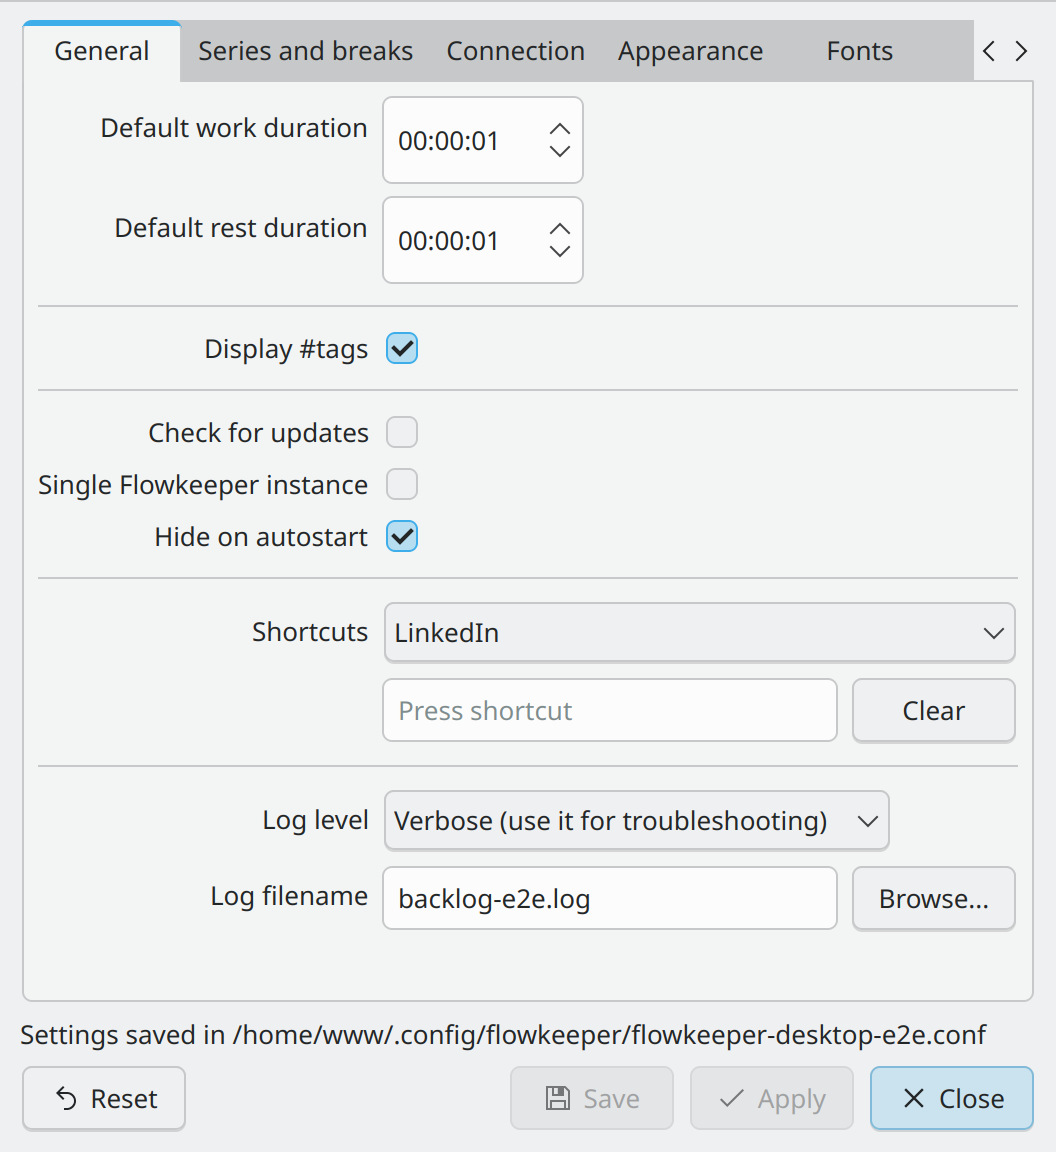 General Series and breaks Connection Appearance Fonts
Default work duration 00:00:01
Default rest duration 00:00:01
Display #tags
Check for updates
Single Flowkeeper instance
Hide on autostart
Shortcuts LinkedIn
Press shortcut Clear
Log level Verbose (use it for troubleshooting)
Log filename backlog-e2e.log Browse...
Settings saved in /home/www/.config/flowkeeper/flowkeeper-desktop-e2e.conf
Reset Save Apply Close